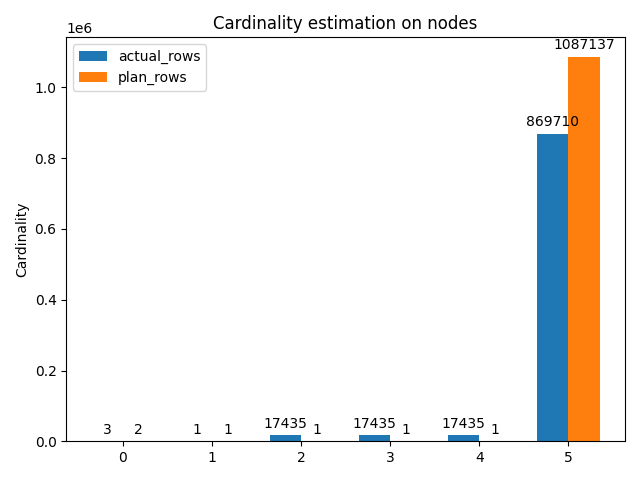 Cardinality estimation on nodes
1e6
actual_rows
plan_rows
1087137
869710
1.0
0.8
0.6
0.4
0.2
0.0
Cardinality
3 2 1 1 17435 1 17435 1 17435 1
0 1 2 3 4 5